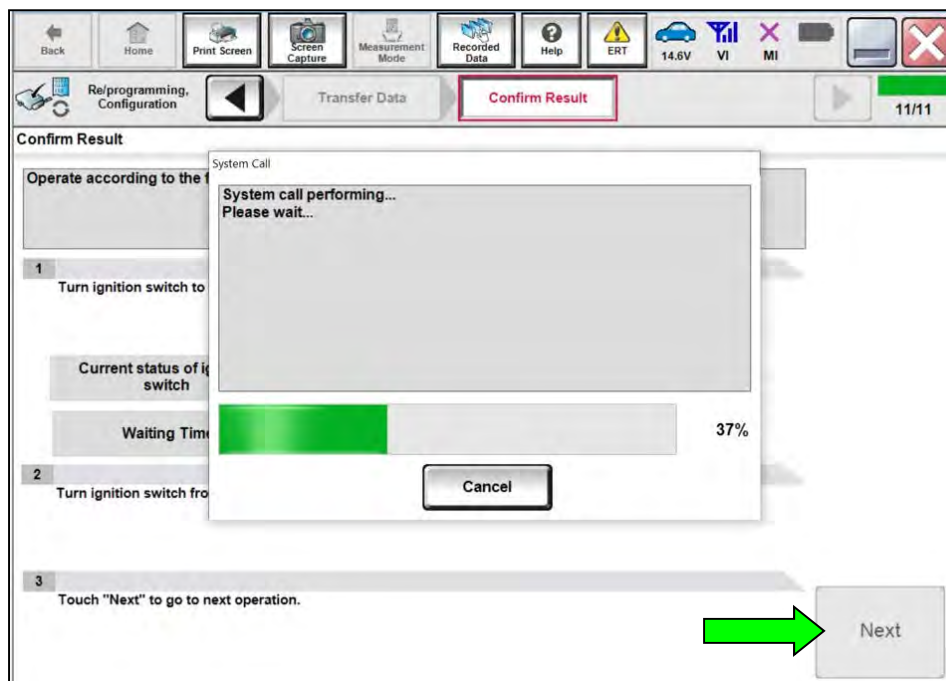 Back
Home
Print Screen
Screen
Capture
Measurement
Mode
Recorded
Data
Help
ERT
14.6V
VI
MI
Re/programming,
Configuration
Transfer Data
Confirm Result
11/11
Confirm Result
System Call
Operate according to the f
System call performing...
Please wait...
1
Turn ignition switch to
Current status of ig
switch
Waiting Time
37%
2
Turn ignition switch fro
Cancel
3
Touch "Next" to go to next operation.
Next